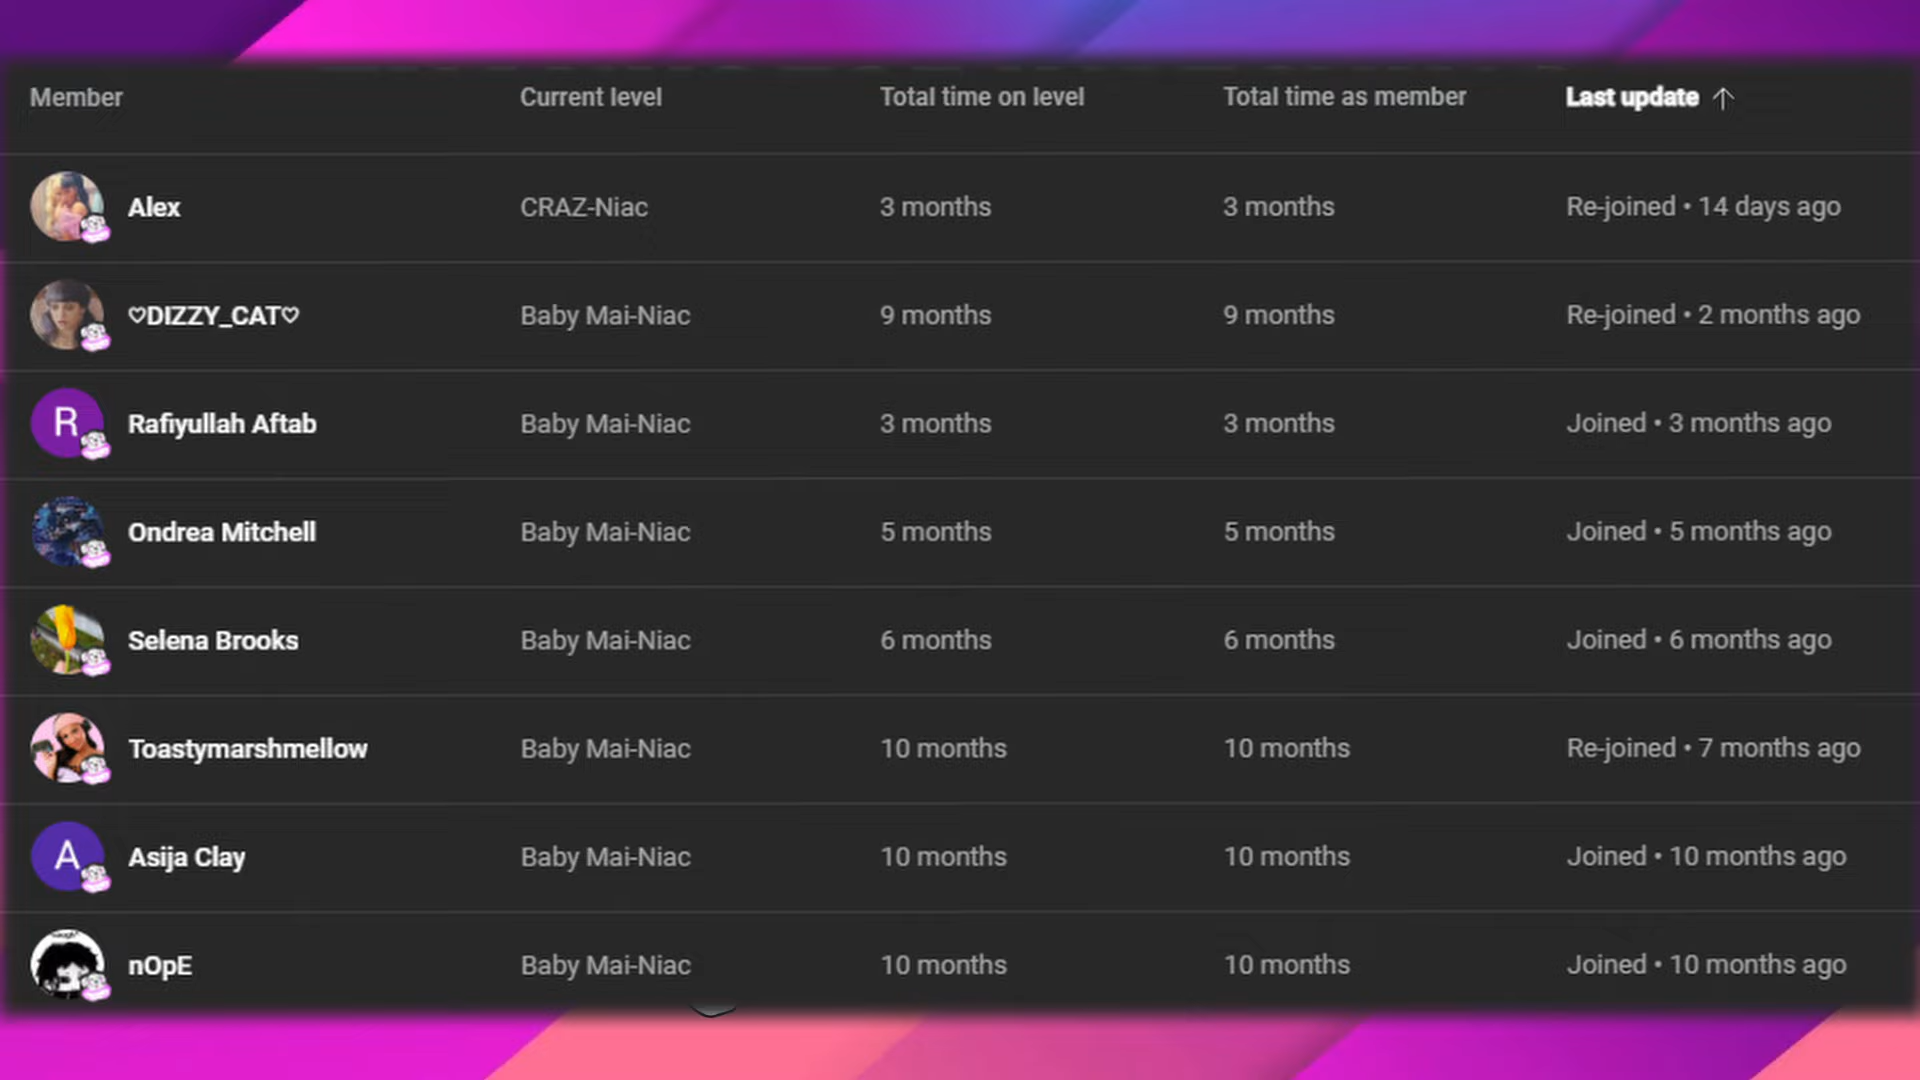 Member Current level Total time on level Total time as member Last update ↑
Alex CRAZ-Niac 3 months 3 months Re-joined • 14 days ago
♡DIZZY_CAT♡ Baby Mai-Niac 9 months 9 months Re-joined • 2 months ago
R Rafiyullah Aftab Baby Mai-Niac 3 months 3 months Joined • 3 months ago
Ondrea Mitchell Baby Mai-Niac 5 months 5 months Joined • 5 months ago
Selena Brooks Baby Mai-Niac 6 months 6 months Joined • 6 months ago
Toastymarshmellow Baby Mai-Niac 10 months 10 months Re-joined • 7 months ago
A Asija Clay Baby Mai-Niac 10 months 10 months Joined • 10 months ago
nOpE Baby Mai-Niac 10 months 10 months Joined • 10 months ago